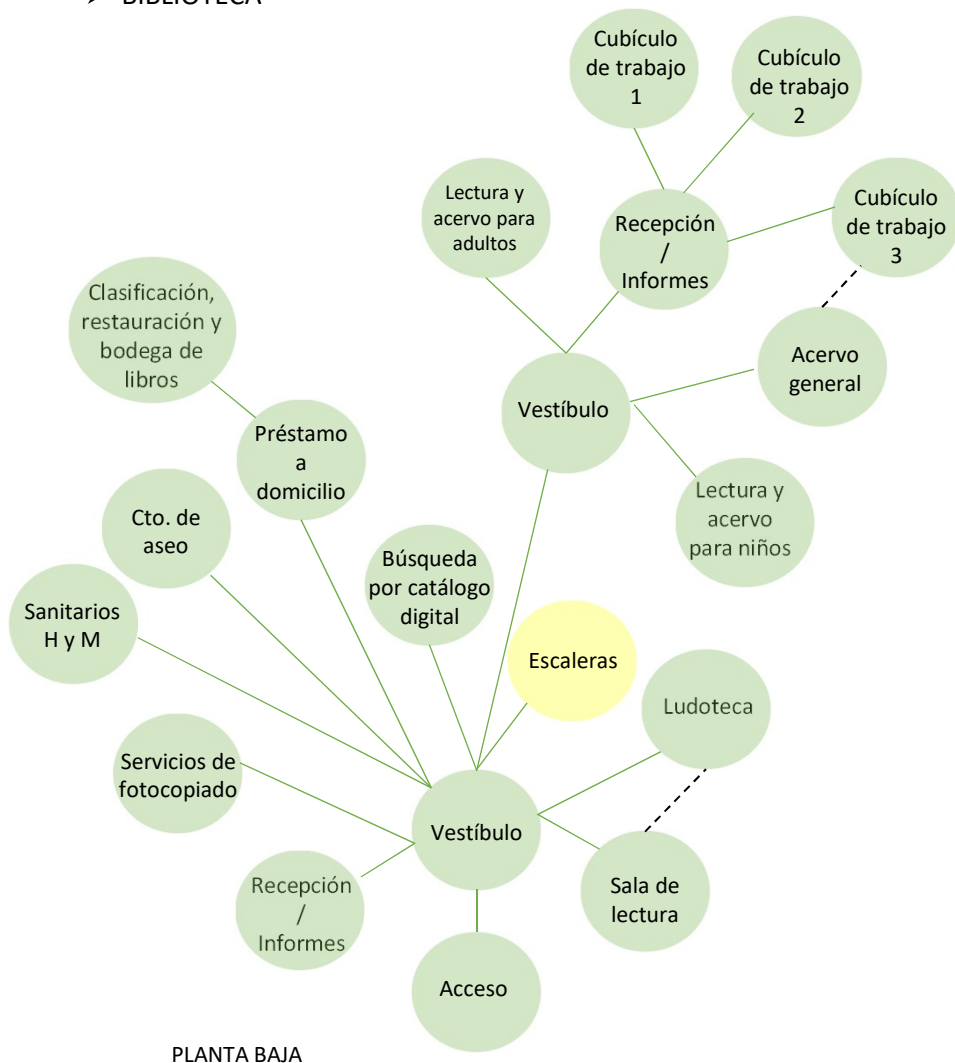 ➢ BIBLIOTECA
Cubículo
de trabajo
1
Cubículo
de trabajo
2
Lectura y
acervo para
adultos
Recepción
/
Informes
Cubículo
de trabajo
3
Clasificación,
restauración y
bodega de
libros
Acervo
general
Vestíbulo
Préstamo
a
domicilio
Lectura y
acervo
para niños
Cto. de
aseo
Búsqueda
por catálogo
digital
Sanitarios
H y M
Escaleras
Ludoteca
Servicios de
fotocopiado
Vestíbulo
Sala de
lectura
Recepción
/
Informes
Acceso
PLANTA BAJA